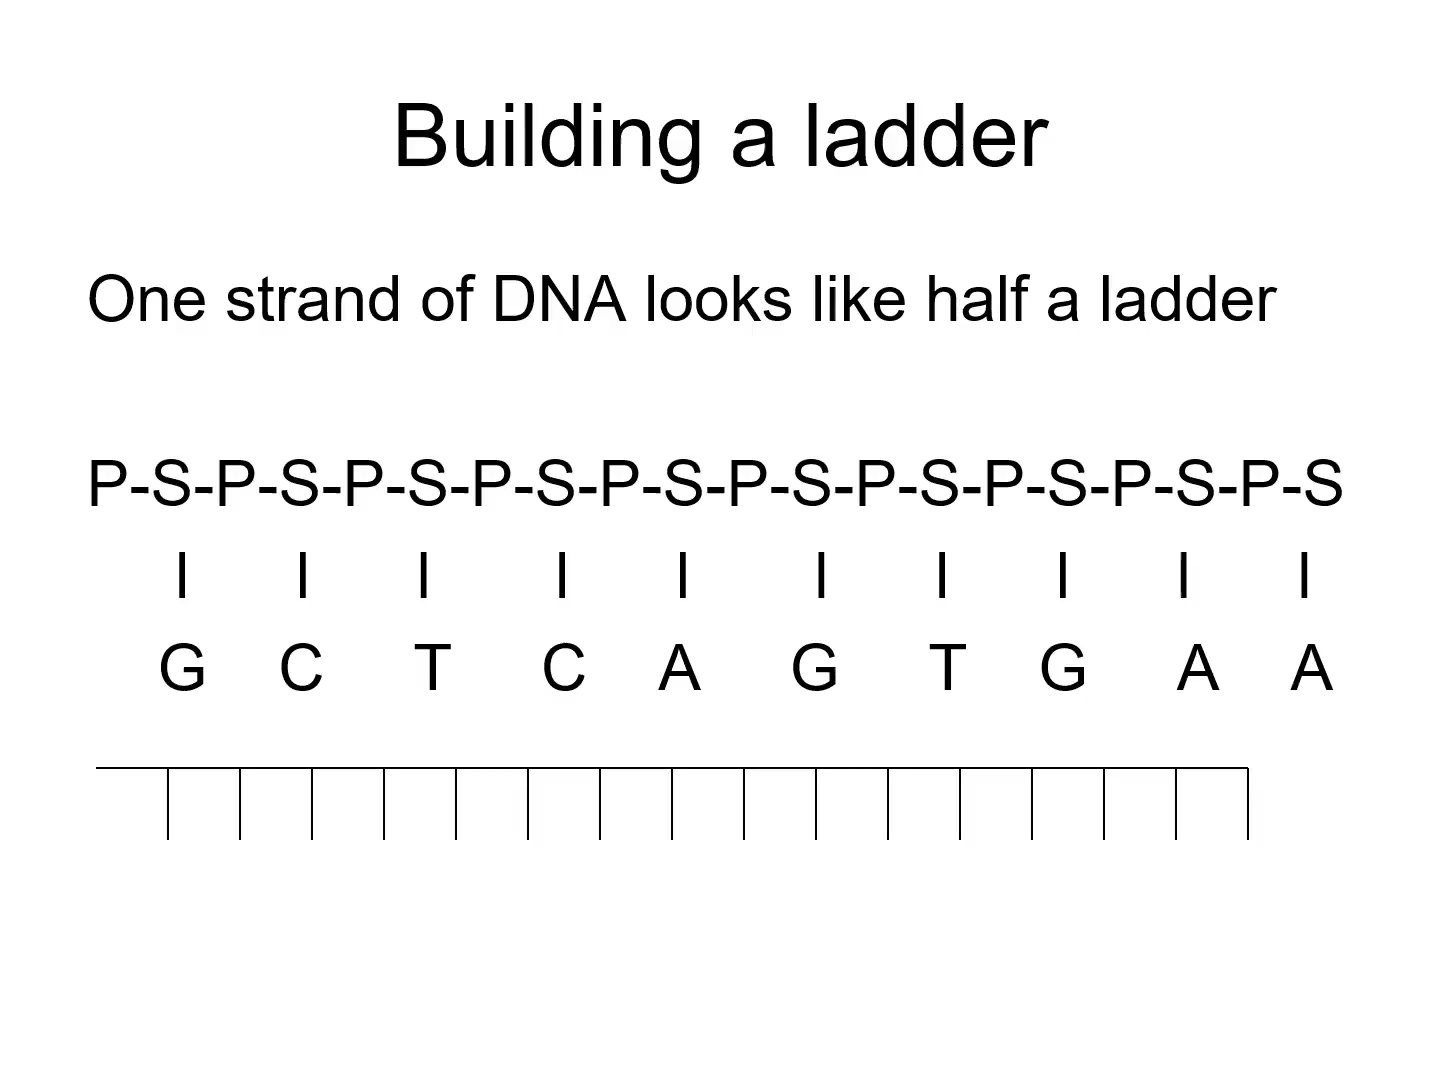 Building a ladder
One strand of DNA looks like half a ladder
P-S-P-S-P-S-P-S-P-S-P-S-P-S-P-S-P-S-P-S
I I I I I I I I I I
G C T C A G T G A A